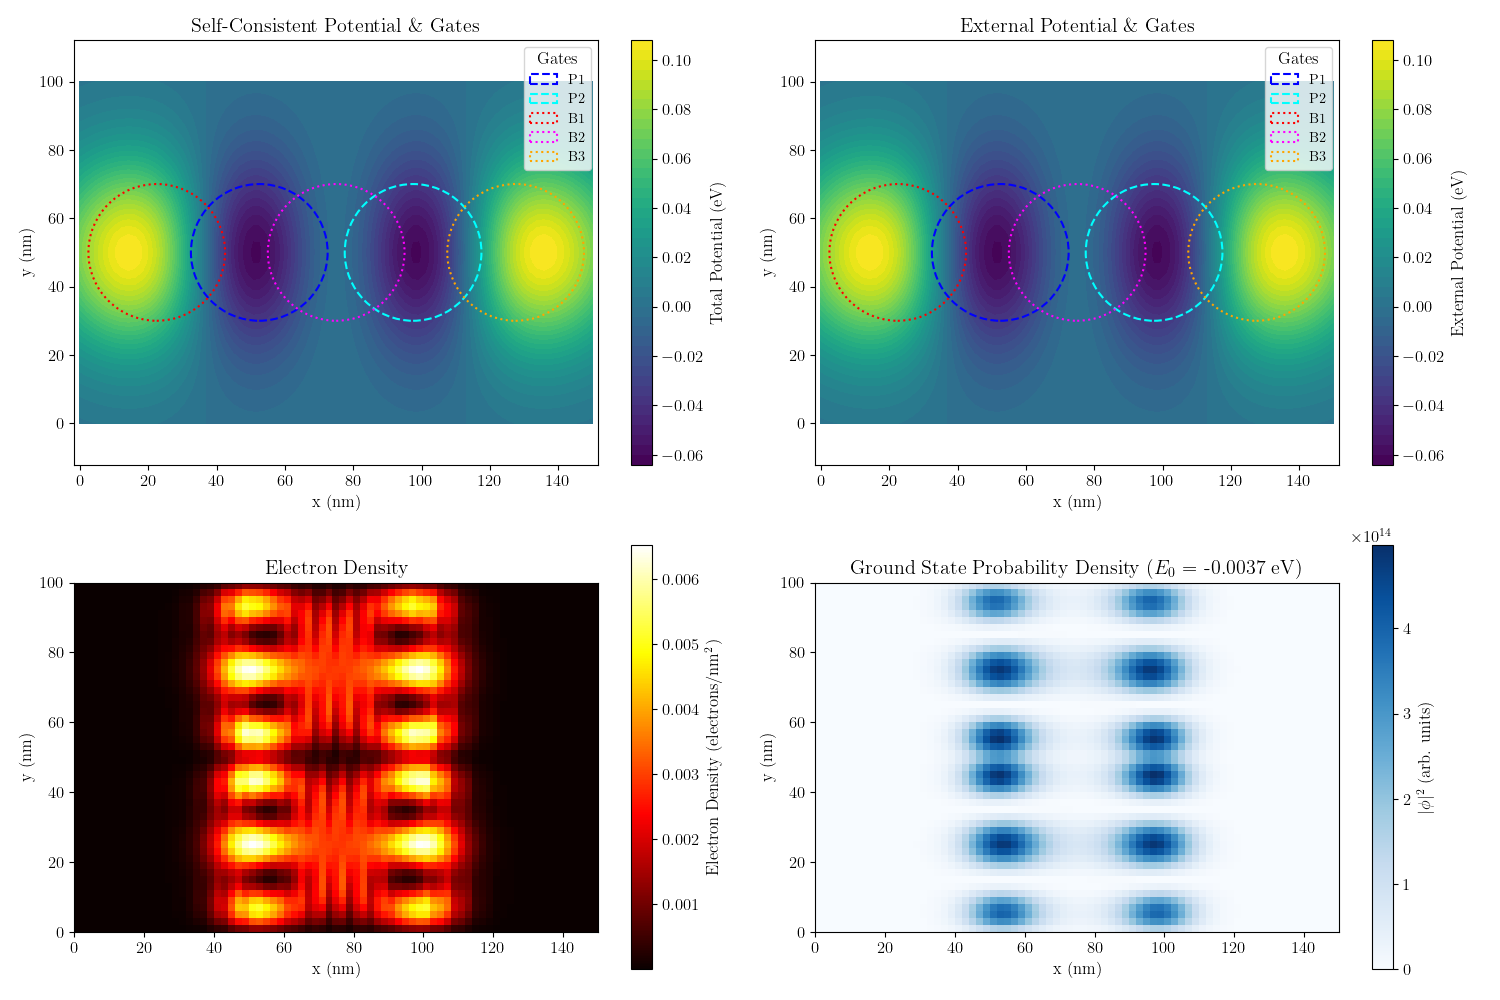 Self-Consistent Potential & Gates
Gates
P1
P2
B1
B2
B3
100
80
60
40
20
0
y (nm)
0 20 40 60 80 100 120 140
x (nm)
0.10
0.08
0.06
0.04
0.02
0.00
−0.02
−0.04
−0.06
Total Potential (eV)
External Potential & Gates
Gates
P1
P2
B1
B2
B3
100
80
60
40
20
0
y (nm)
0 20 40 60 80 100 120 140
x (nm)
0.10
0.08
0.06
0.04
0.02
0.00
−0.02
−0.04
−0.06
External Potential (eV)
Electron Density
100
80
60
40
20
0
y (nm)
0 20 40 60 80 100 120 140
x (nm)
0.006
0.005
0.004
0.003
0.002
0.001
Electron Density (electrons/nm²)
Ground State Probability Density (E₀ = -0.0037 eV)
100
80
60
40
20
0
y (nm)
0 20 40 60 80 100 120 140
x (nm)
×10¹⁴
4
3
2
1
0
|ϕ|² (arb. units)